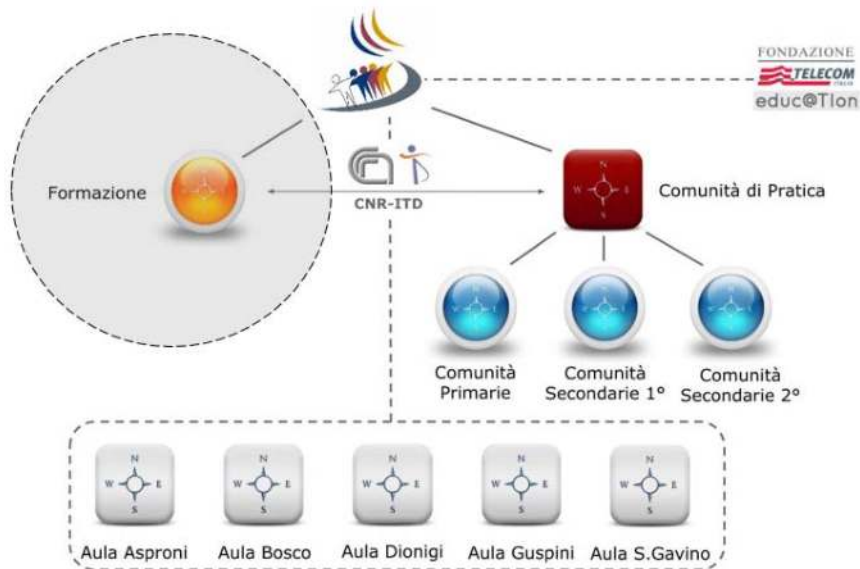 FONDAZIONE
TELECOM
ITALIA
educ@TIon
CNR-ITD
Formazione
N
W E
S
Comunità di Pratica
Comunità
Primarie
Comunità
Secondarie 1°
Comunità
Secondarie 2°
N
W E
S
Aula Asproni
N
W E
S
Aula Bosco
N
W E
S
Aula Dionigi
N
W E
S
Aula Guspini
N
W E
S
Aula S.Gavino